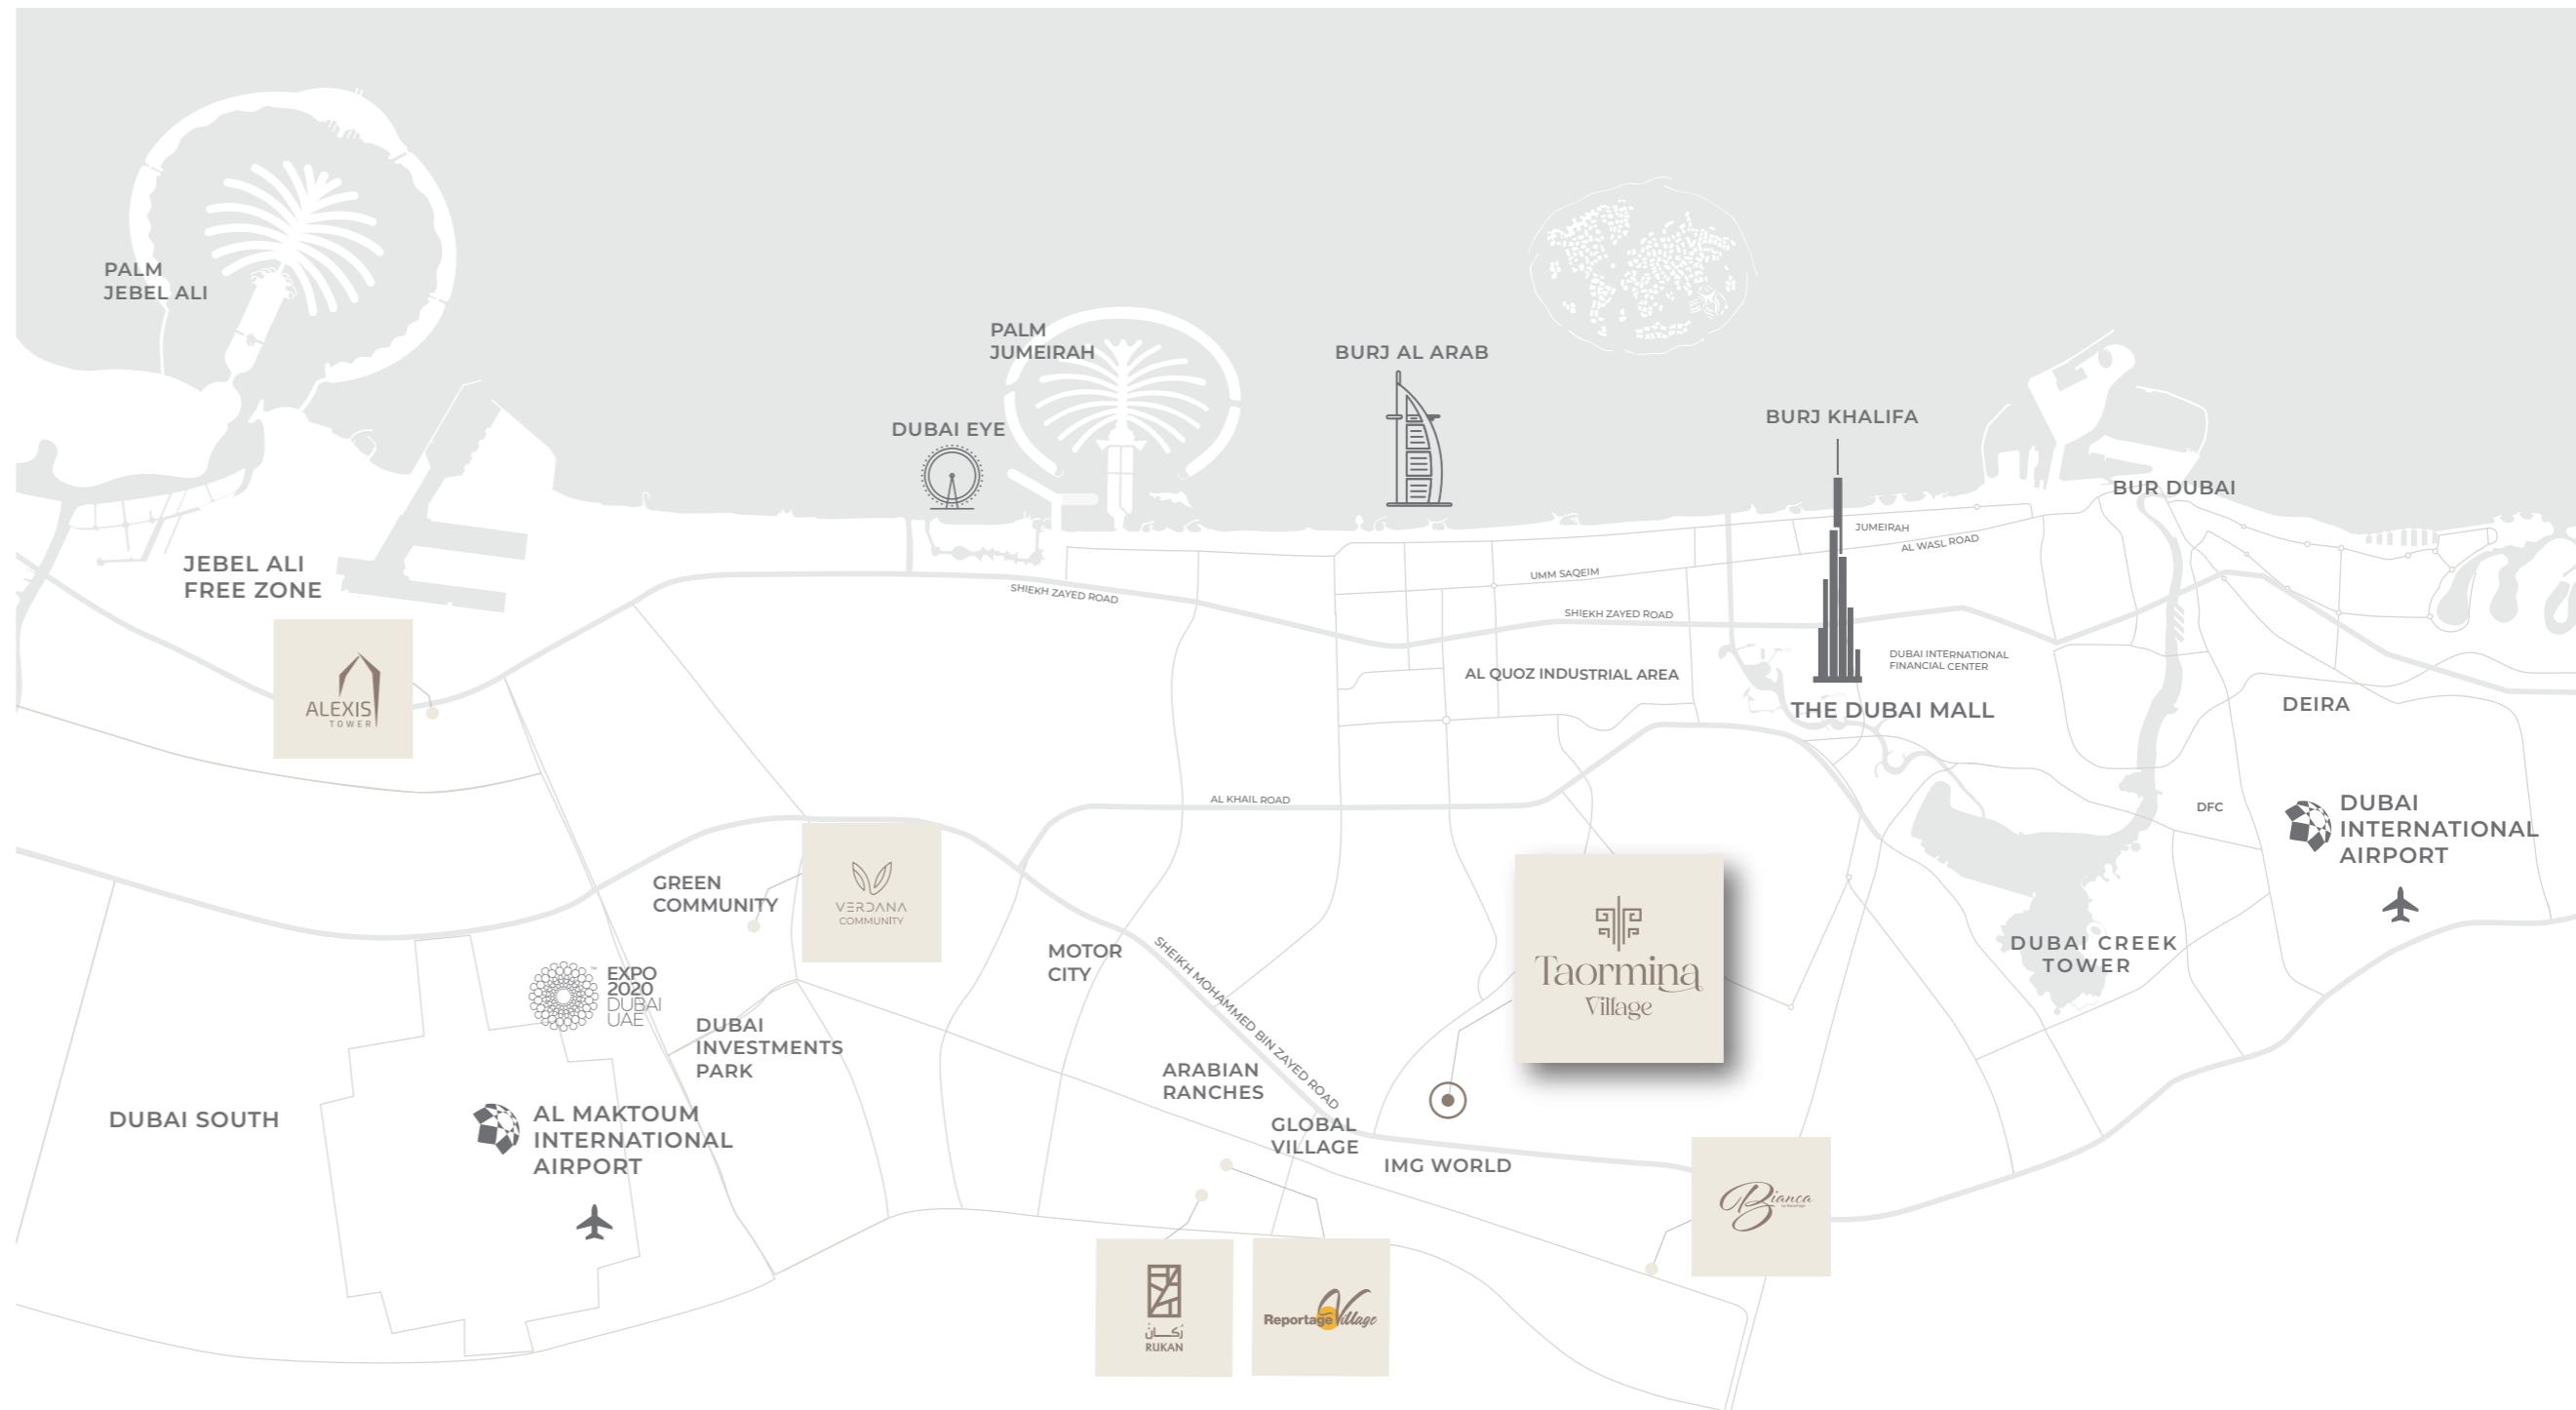 PALM
JEBEL ALI
PALM
JUMEIRAH
BURJ AL ARAB
BURJ KHALIFA
DUBAI EYE
BUR DUBAI
JUMEIRAH
AL WASL ROAD
JEBEL ALI
FREE ZONE
SHIEKH ZAYED ROAD
UMM SAQEIM
SHIEKH ZAYED ROAD
DUBAI INTERNATIONAL
FINANCIAL CENTER
AL QUOZ INDUSTRIAL AREA
THE DUBAI MALL
DEIRA
ALEXIS
TOWER
AL KHAIL ROAD
DFC
DUBAI
INTERNATIONAL
AIRPORT
GREEN
COMMUNITY
VERDANA
COMMUNITY
MOTOR
CITY
SHEIKH MOHAMMED BIN ZAYED ROAD
Taormina
Village
DUBAI CREEK
TOWER
EXPO
2020
DUBAI
UAE
™
DUBAI
INVESTMENTS
PARK
ARABIAN
RANCHES
DUBAI SOUTH
AL MAKTOUM
INTERNATIONAL
AIRPORT
GLOBAL
VILLAGE
IMG WORLD
Bianca
by Reportage
رُكــان
RUKAN
Reportage Village